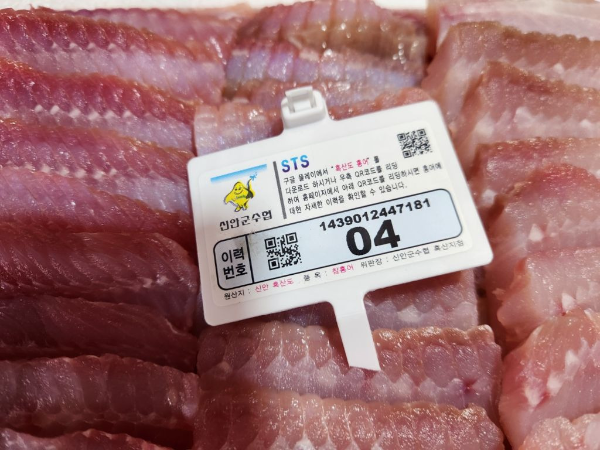 STS
구글 플레이에서 "흑산도 홍어"를
다운로드 하시거나 우측 QR코드를 리딩
하여 홈페이지에서 아래 QR코드를 리딩하시면 홍어에
대한 자세한 이력을 확인할 수 있습니다.
신안군수협
이력
번호
1439012447181
04
원산지 : 신안 흑산도 품 목 : 참홍어 위판장 : 신안군수협 흑산지점